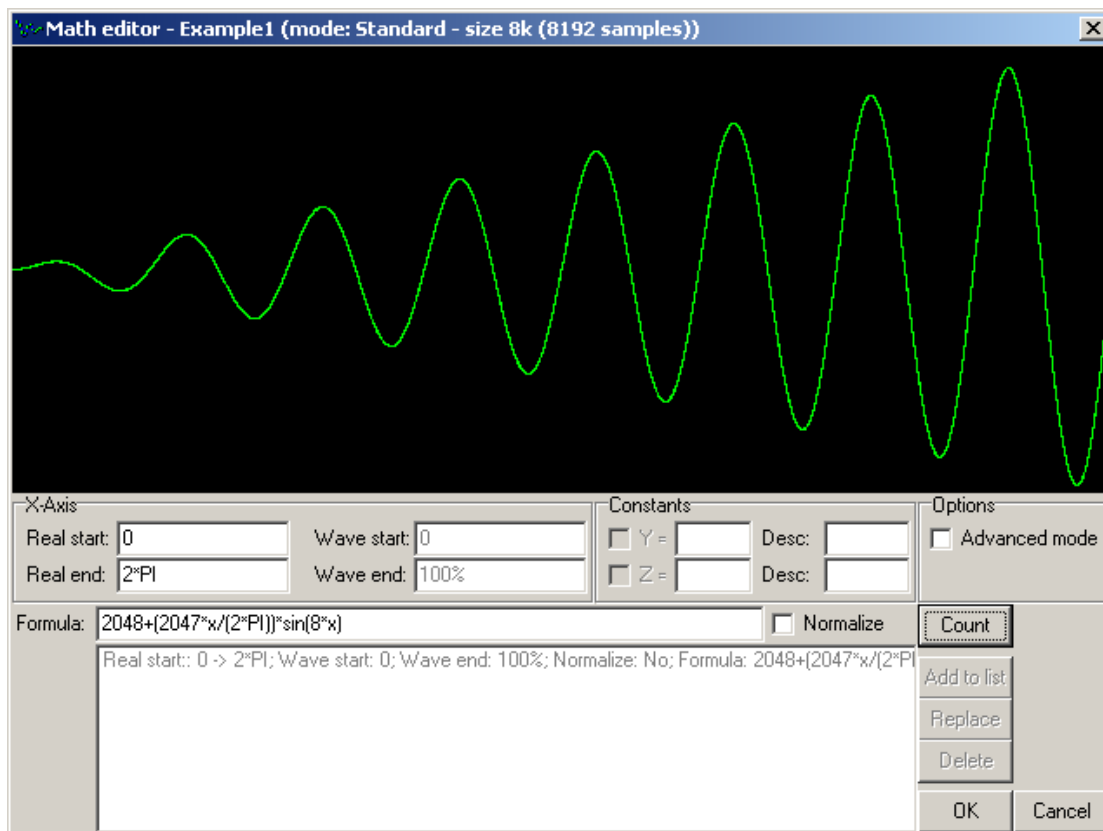 Math editor - Example1 (mode: Standard - size 8k (8192 samples))
X-Axis
Real start: 0 Wave start: 0
Real end: 2*PI Wave end: 100%
Constants
Y = Desc:
Z = Desc:
Options
Advanced mode
Formula: 2048+(2047*x/(2*PI))*sin(8*x) Normalize Count
Real start:: 0 -> 2*PI; Wave start: 0; Wave end: 100%; Normalize: No; Formula: 2048+(2047*x/(2*PI
Add to list
Replace
Delete
OK Cancel